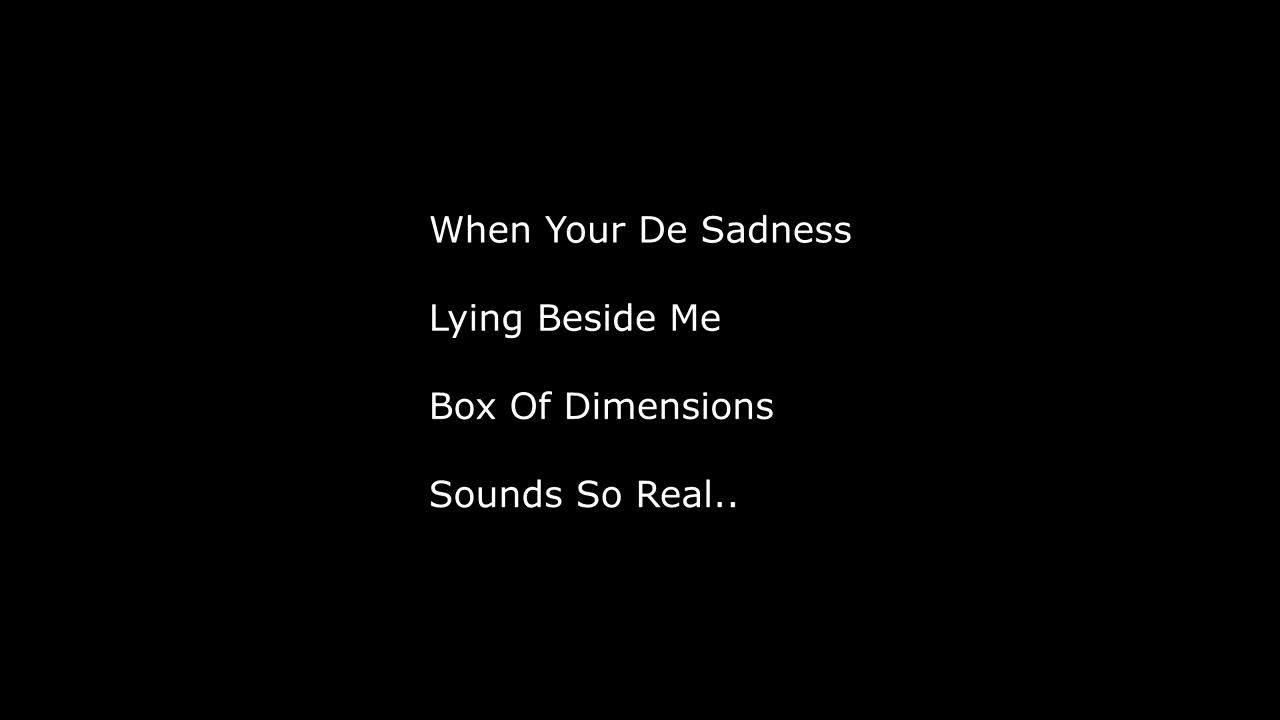 When Your De Sadness
Lying Beside Me
Box Of Dimensions
Sounds So Real..